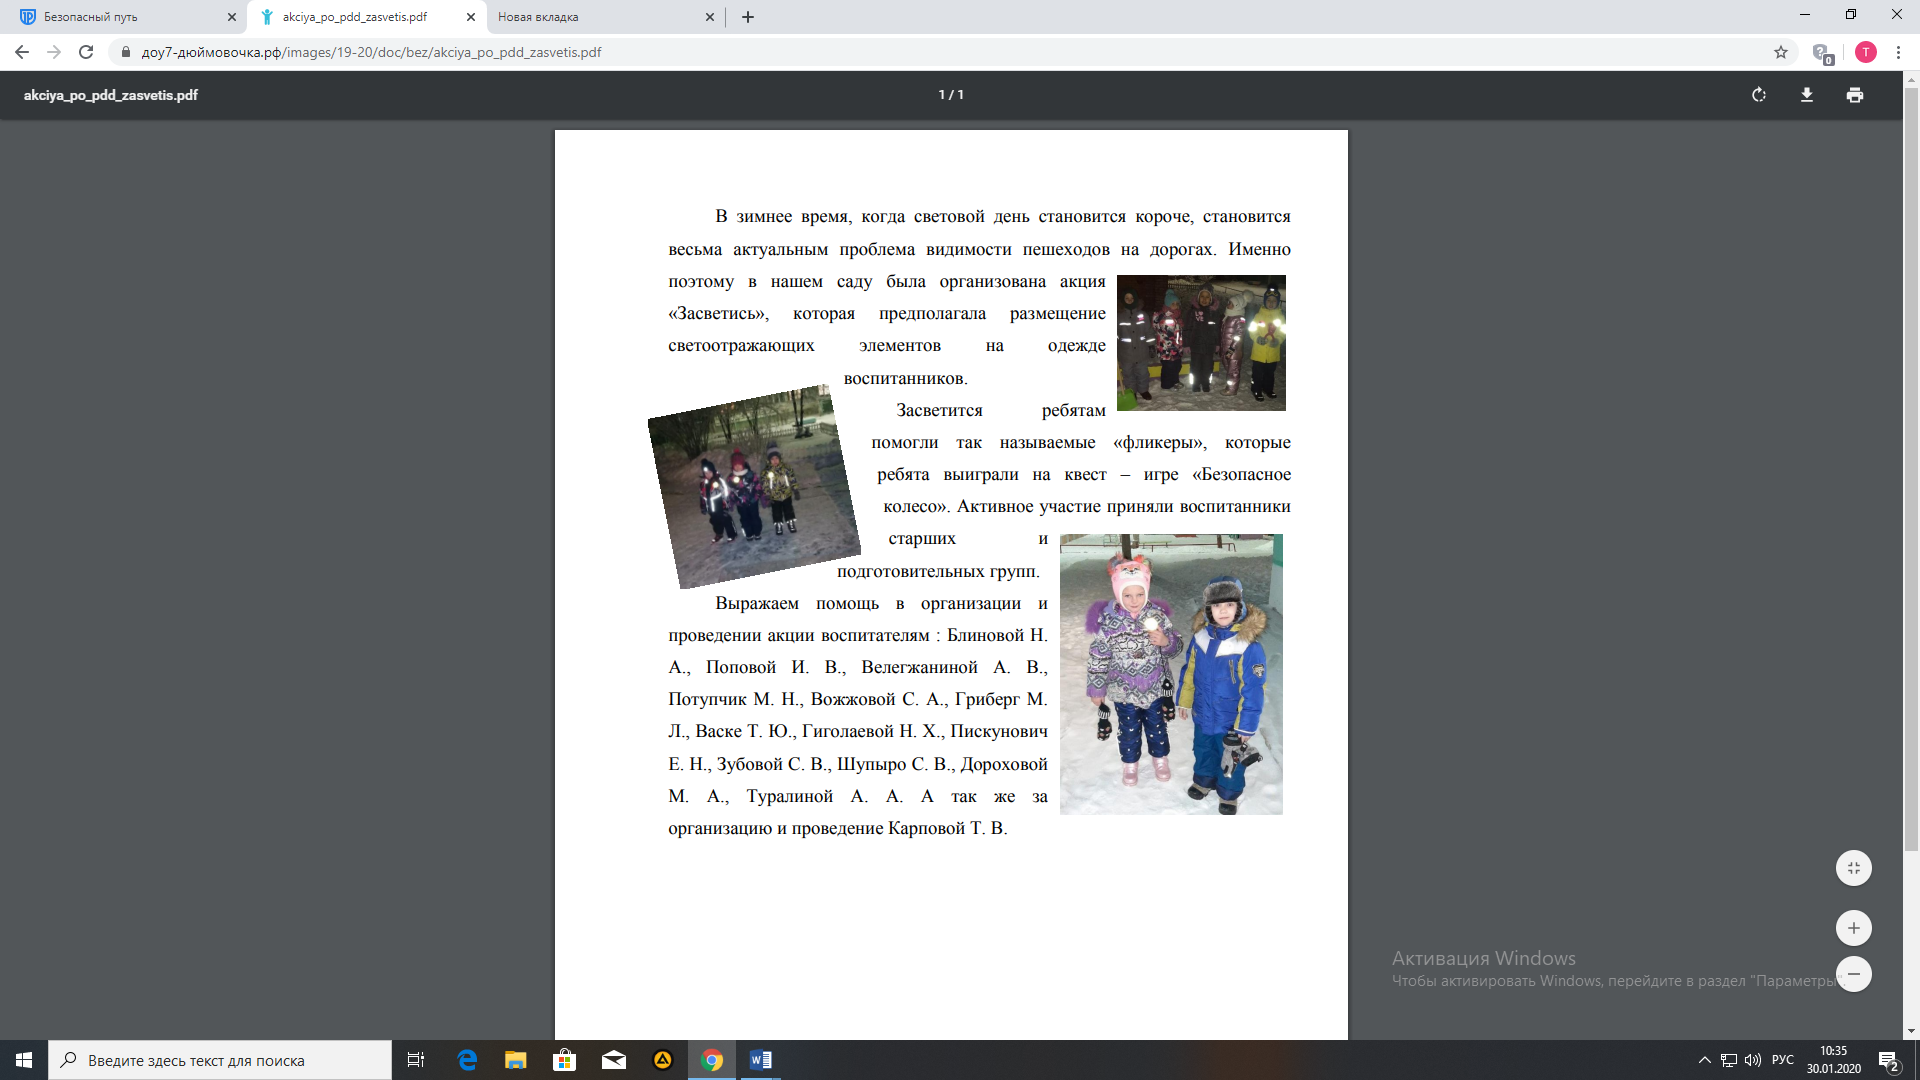 Безопасный путь
akciya_po_pdd_zasvetis.pdf
Новая вкладка
доу7-дюймовочка.рф/images/19-20/doc/bez/akciya_po_pdd_zasvetis.pdf
0
T
akciya_po_pdd_zasvetis.pdf
1 / 1
В зимнее время, когда световой день становится короче, становится
весьма актуальным проблема видимости пешеходов на дорогах. Именно
поэтому в нашем саду была организована акция
«Засветись», которая предполагала размещение
светоотражающих элементов на одежде
воспитанников.
Засветится ребятам
помогли так называемые «фликеры», которые
ребята выиграли на квест – игре «Безопасное
колесо». Активное участие приняли воспитанники
старших и
подготовительных групп.
Выражаем помощь в организации и
проведении акции воспитателям : Блиновой Н.
А., Поповой И. В., Велегжаниной А. В.,
Потупчик М. Н., Вожжовой С. А., Гриберг М.
Л., Васке Т. Ю., Гиголаевой Н. Х., Пискунович
Е. Н., Зубовой С. В., Шупыро С. В., Дороховой
М. А., Туралиной А. А. А так же за
организацию и проведение Карповой Т. В.
Активация Windows
Чтобы активировать Windows, перейдите в раздел "Параметры".
Введите здесь текст для поиска
РУС
10:35
30.01.2020
2